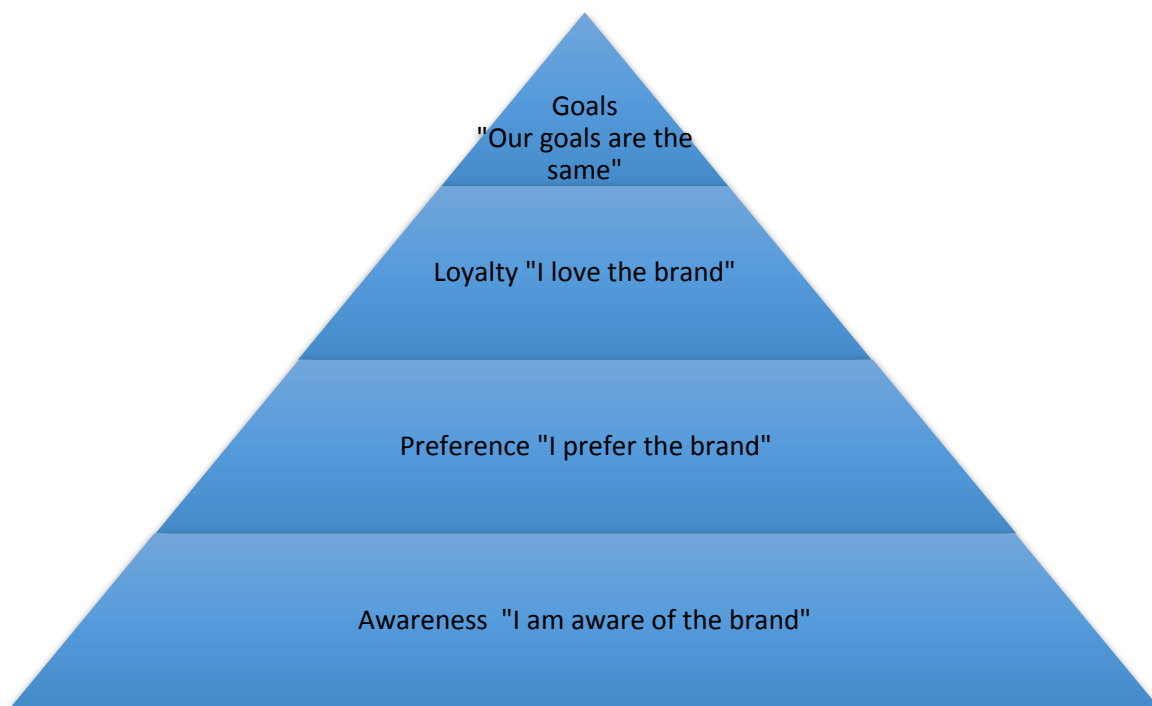 Goals
"Our goals are the
same"
Loyalty "I love the brand"
Preference "I prefer the brand"
Awareness  "I am aware of the brand"